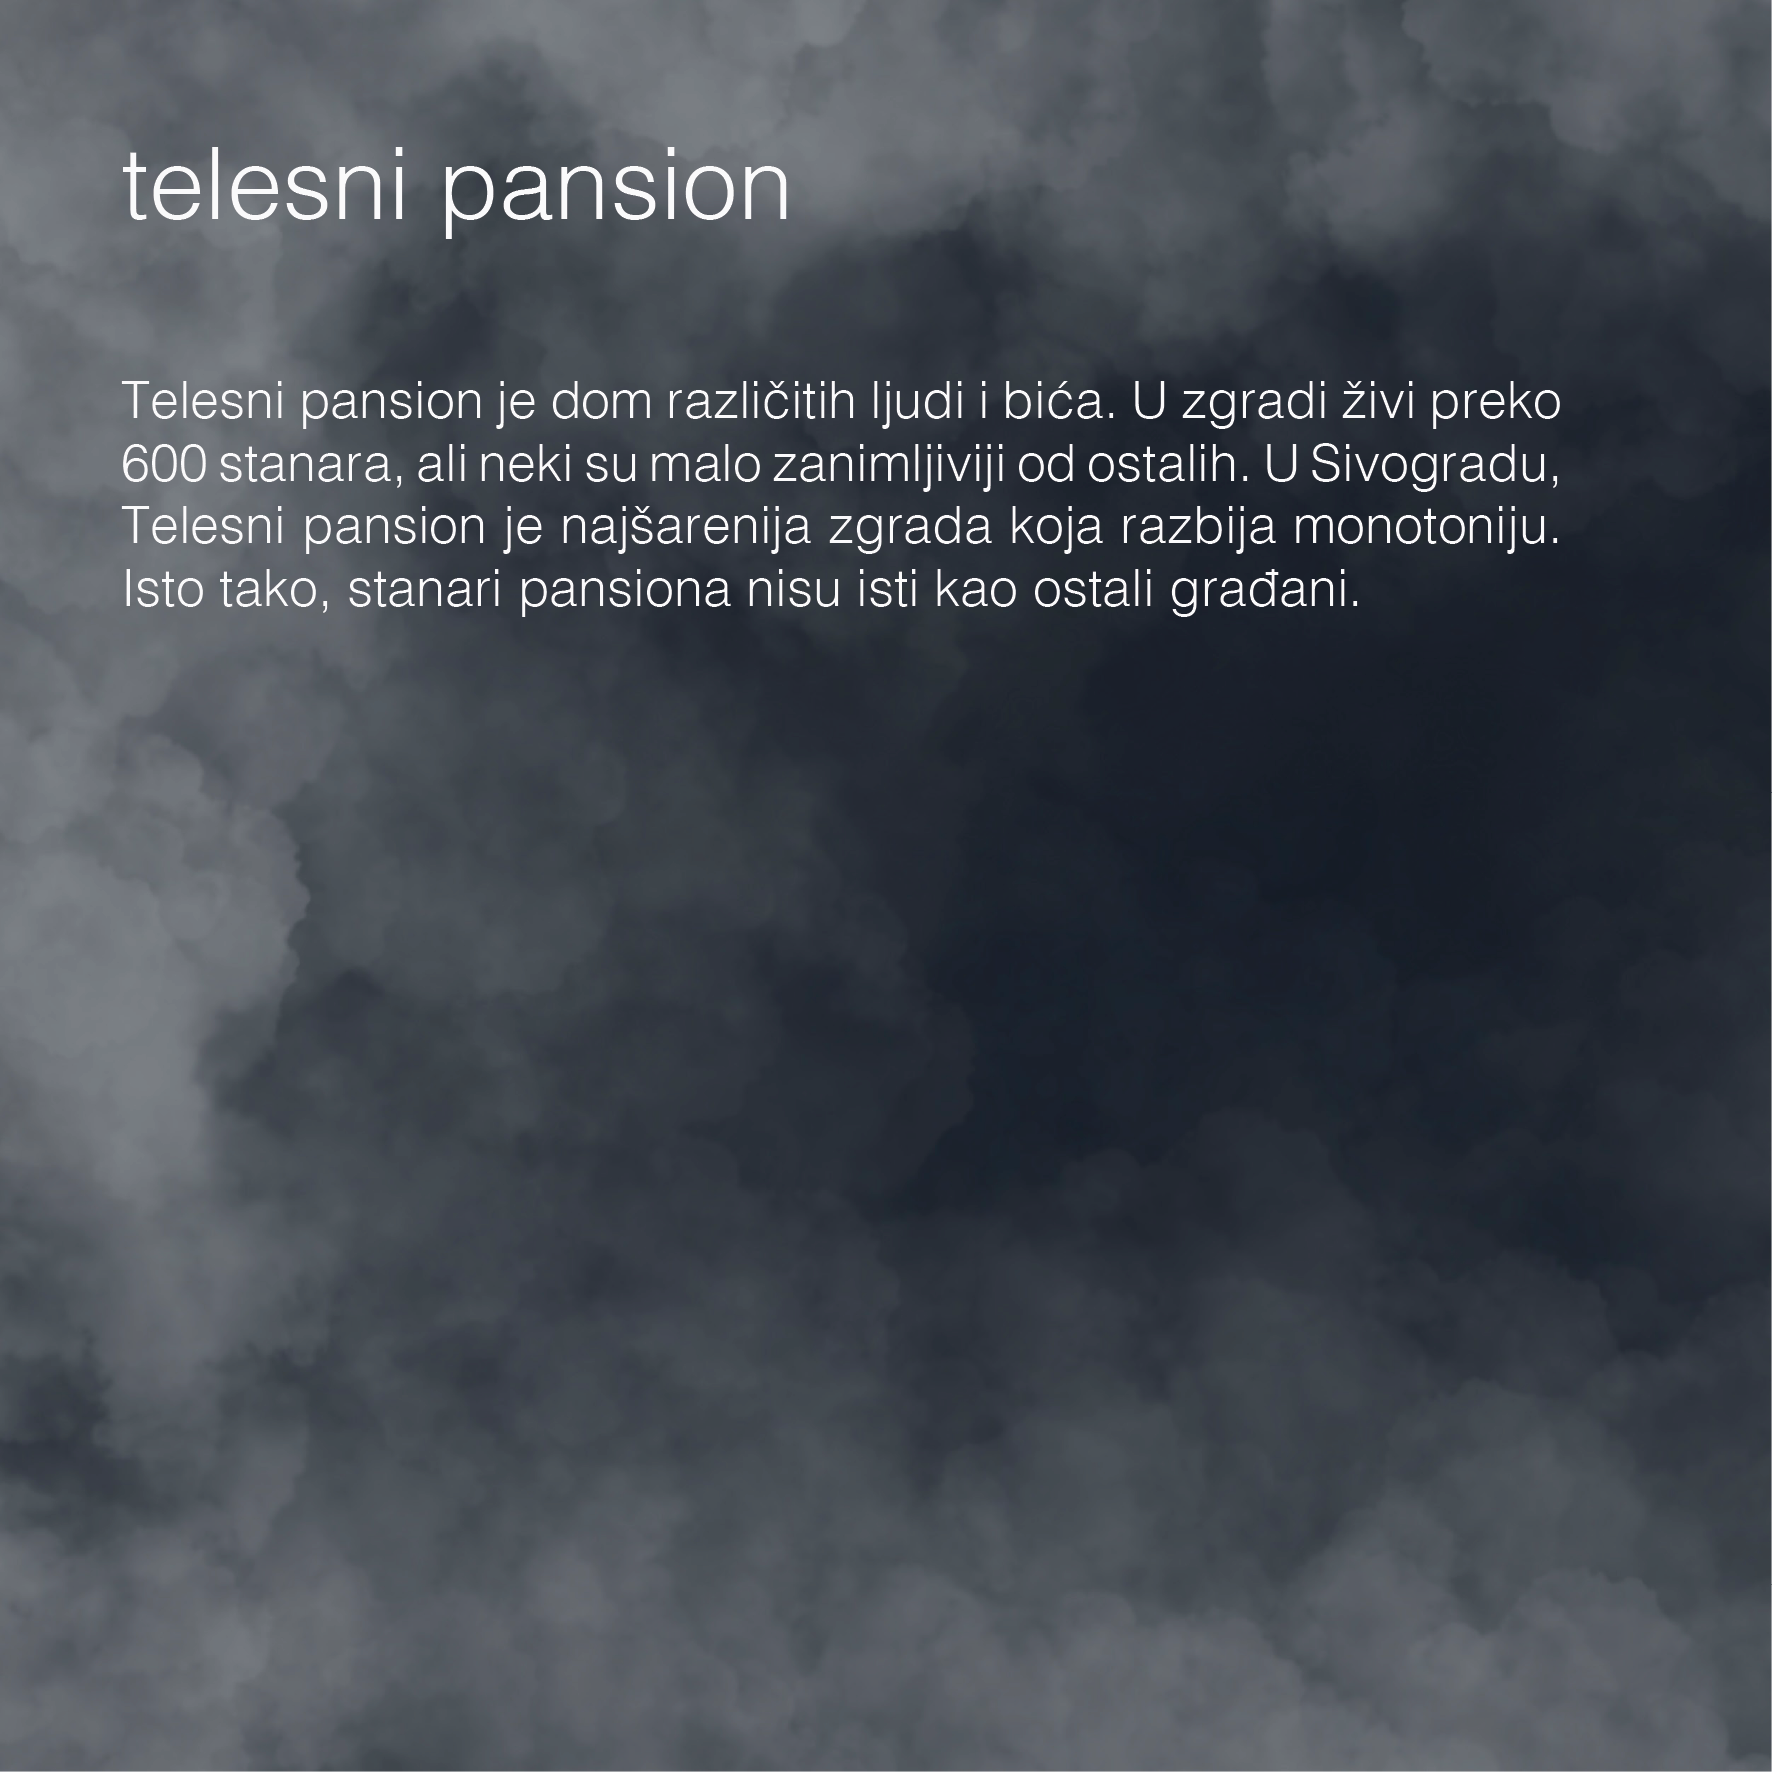 telesni pansion
Telesni pansion je dom različitih ljudi i bića. U zgradi živi preko
600 stanara, ali neki su malo zanimljiviji od ostalih. U Sivogradu,
Telesni pansion je najšarenija zgrada koja razbija monotoniju.
Isto tako, stanari pansiona nisu isti kao ostali građani.